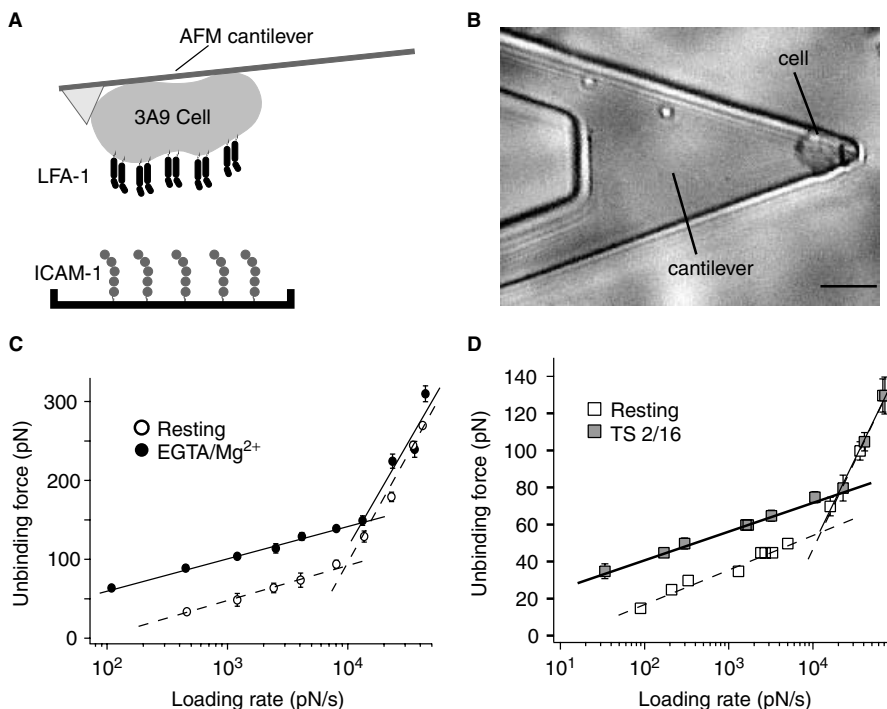 A
AFM cantilever
3A9 Cell
LFA-1
ICAM-1
B
cell
cantilever
C
Unbinding force (pN)
300
200
100
0
Resting
EGTA/Mg²⁺
10² 10³ 10⁴
Loading rate (pN/s)
D
Unbinding force (pN)
140
120
100
80
60
40
20
0
Resting
TS 2/16
10¹ 10² 10³ 10⁴
Loading rate (pN/s)